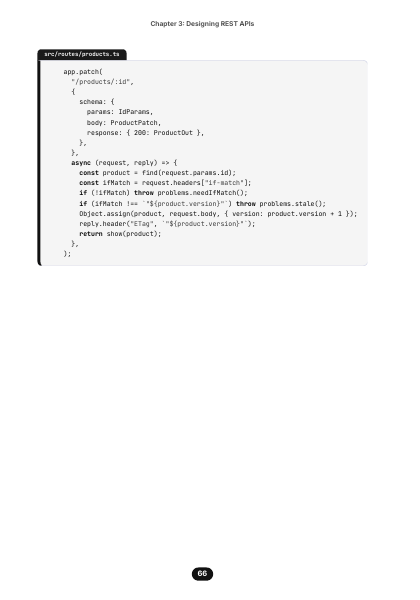 Chapter 3: Designing REST APIs
src/routes/products.ts
app.patch(
"/products/:id",
{
schema: {
params: IdParams,
body: ProductPatch,
response: { 200: ProductOut },
},
},
async (request, reply) => {
const product = find(request.params.id);
const ifMatch = request.headers["if-match"];
if (!ifMatch) throw problems.needIfMatch();
if (ifMatch !== `"${product.version}"`) throw problems.stale();
Object.assign(product, request.body, { version: product.version + 1 });
reply.header("ETag", `"${product.version}"`);
return show(product);
},
);
66